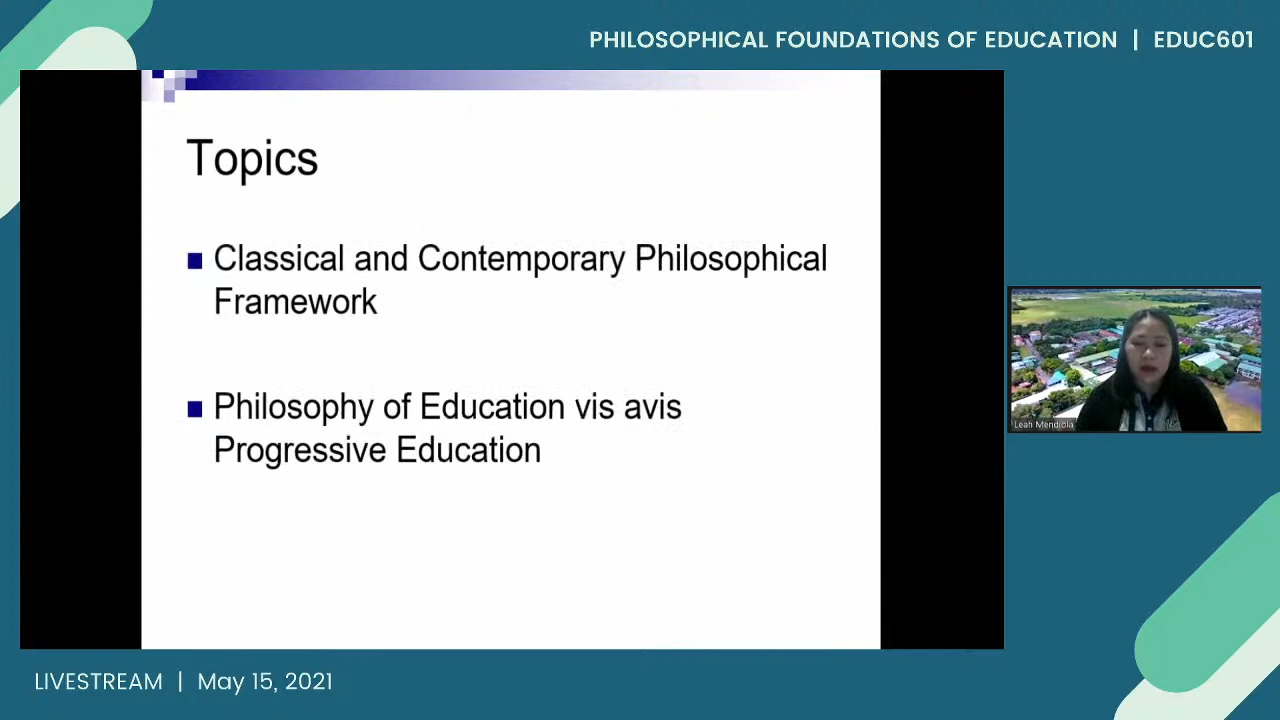 PHILOSOPHICAL FOUNDATIONS OF EDUCATION | EDUC601
Topics
Classical and Contemporary Philosophical
Framework
Philosophy of Education vis avis
Progressive Education
Leah Mendiola
LIVESTREAM | May 15, 2021